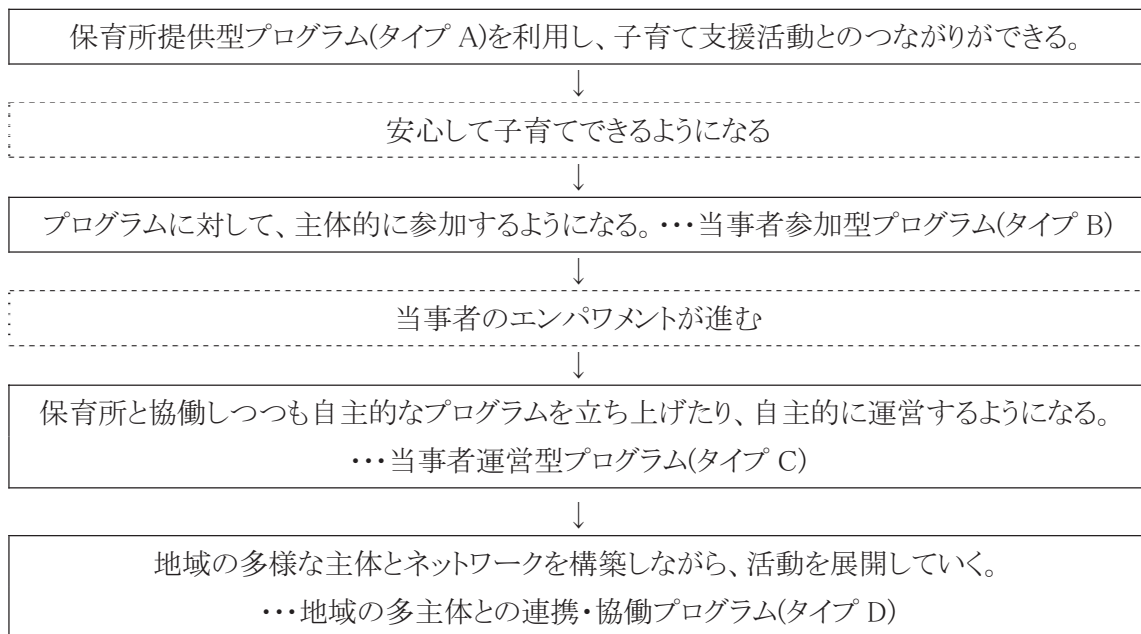 保育所提供型プログラム(タイプ A)を利用し、子育て支援活動とのつながりができる。
↓
安心して子育てできるようになる
↓
プログラムに対して、主体的に参加するようになる。・・・当事者参加型プログラム(タイプ B)
↓
当事者のエンパワメントが進む
↓
保育所と協働しつつも自主的なプログラムを立ち上げたり、自主的に運営するようになる。
・・・当事者運営型プログラム(タイプ C)
↓
地域の多様な主体とネットワークを構築しながら、活動を展開していく。
・・・地域の多主体との連携・協働プログラム(タイプ D)